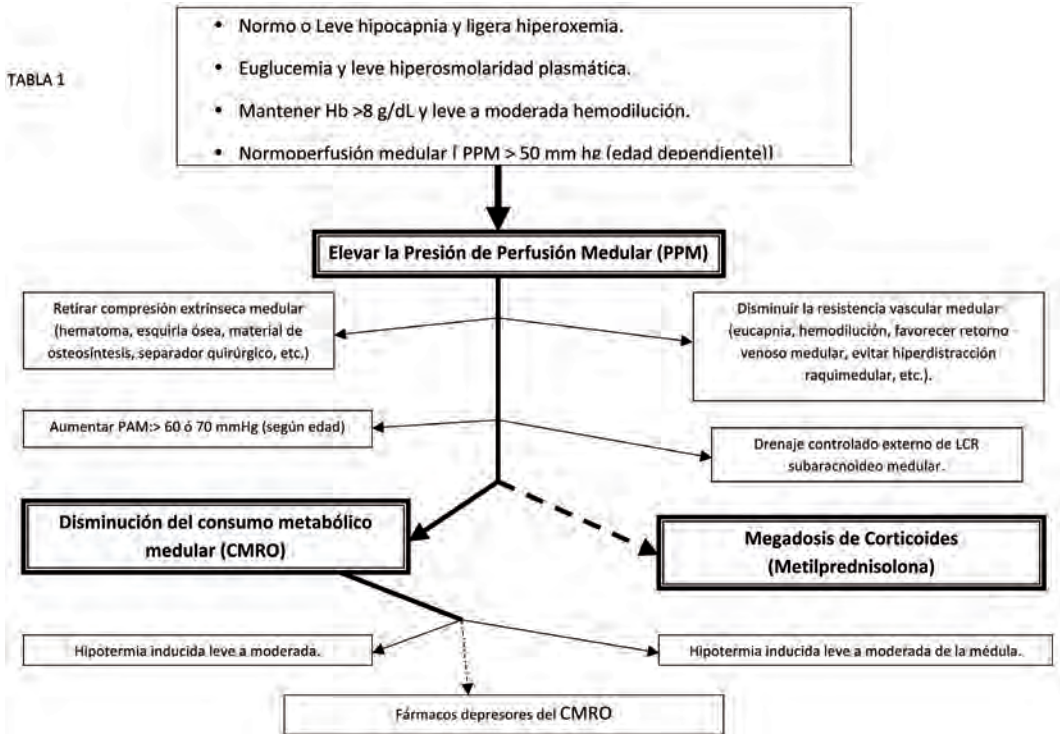 TABLA 1
• Normo o Leve hipocapnia y ligera hiperoxemia.
• Euglucemia y leve hiperosmolaridad plasmática.
• Mantener Hb >8 g/dL y leve a moderada hemodilución.
• Normoperfusión medular [ PPM > 50 mm hg (edad dependiente)]
Elevar la Presión de Perfusión Medular (PPM)
Retirar compresión extrinseca medular
(hematoma, esquirla ósea, material de
osteosíntesis, separador quirúrgico, etc.)
Disminuir la resistencia vascular medular
(eucapnia, hemodilución, favorecer retorno
venoso medular, evitar hiperdistracción
raquimedular, etc.).
Aumentar PAM:> 60 ó 70 mmHg (según edad)
Drenaje controlado externo de LCR
subaracnoideo medular.
Disminución del consumo metabólico
medular (CMRO)
Megadosis de Corticoides
(Metilprednisolona)
Hipotermia inducida leve a moderada.
Hipotermia inducida leve a moderada de la médula.
Fármacos depresores del CMRO